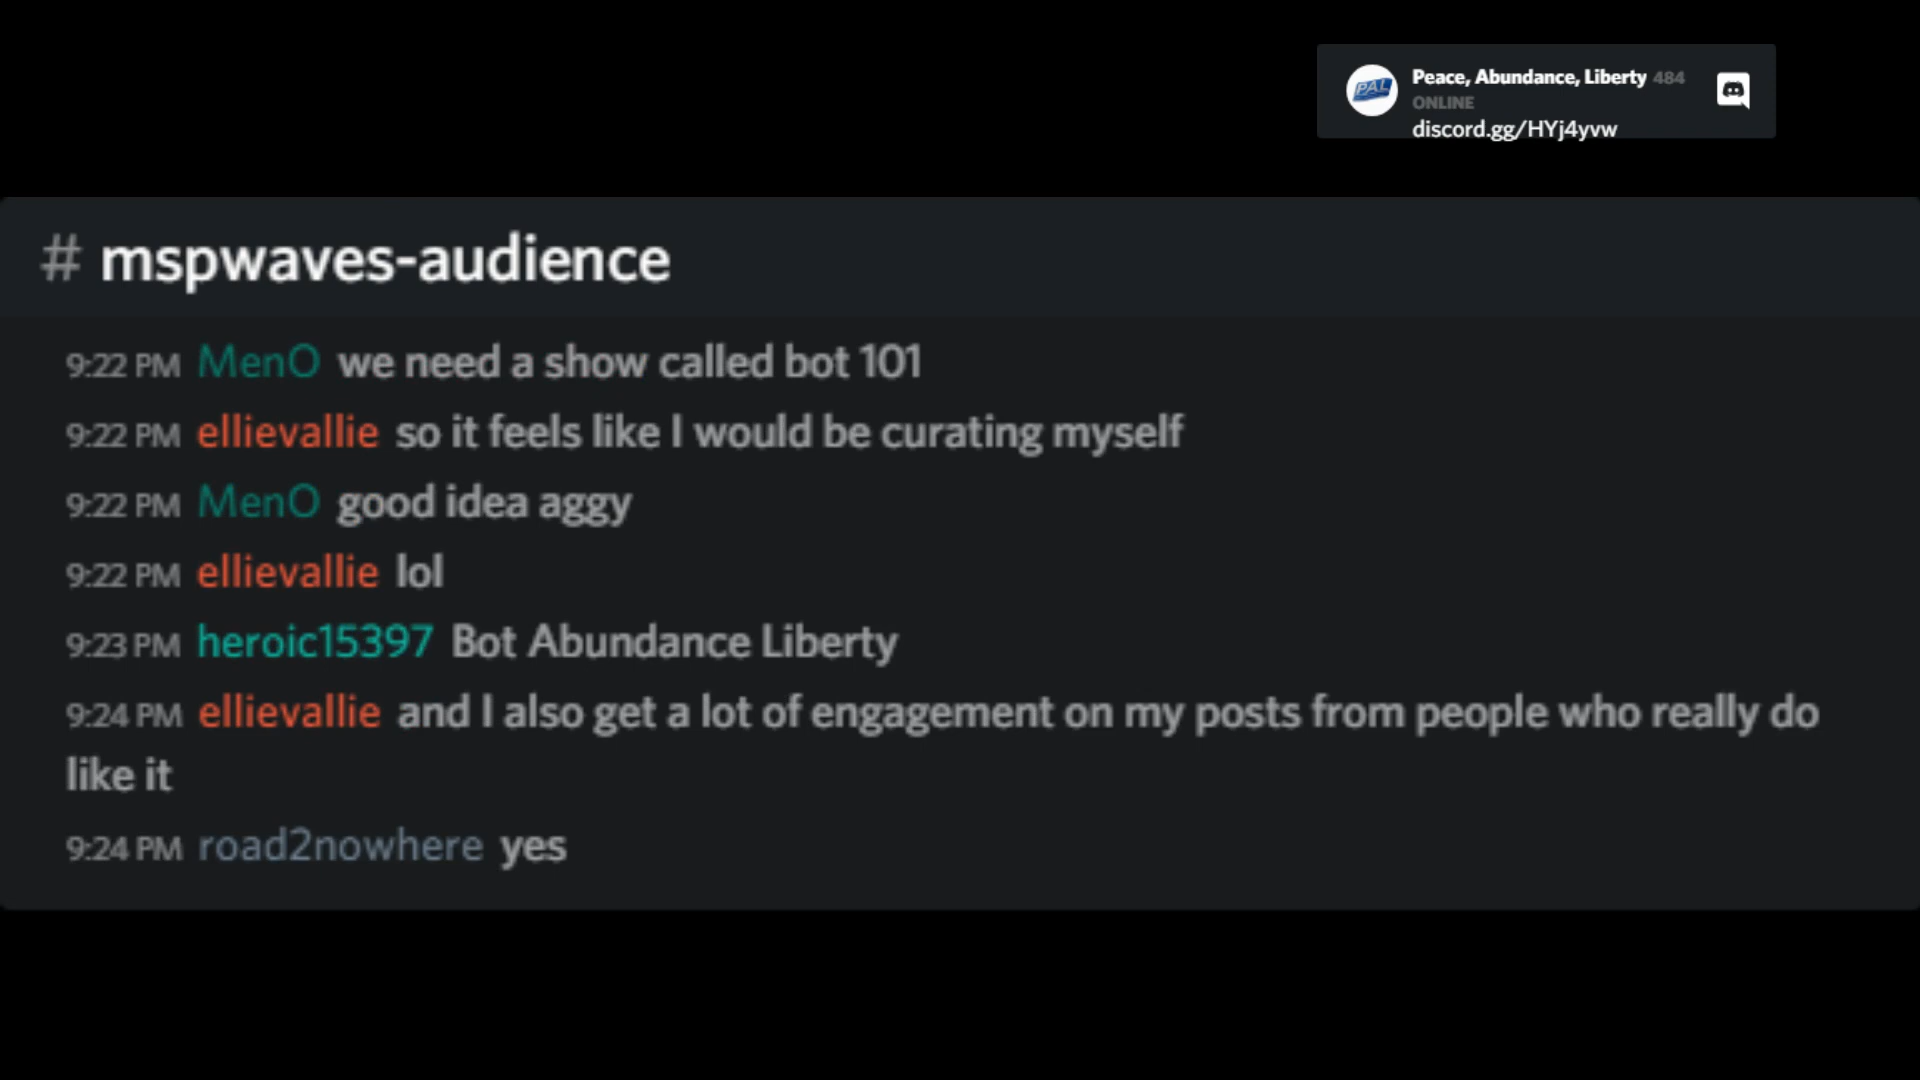 PAL
Peace, Abundance, Liberty 484
ONLINE
discord.gg/HYj4yvw
# mspwaves-audience
9:22 PM MenO we need a show called bot 101
9:22 PM ellievallie so it feels like I would be curating myself
9:22 PM MenO good idea aggy
9:22 PM ellievallie lol
9:23 PM heroic15397 Bot Abundance Liberty
9:24 PM ellievallie and I also get a lot of engagement on my posts from people who really do
like it
9:24 PM road2nowhere yes